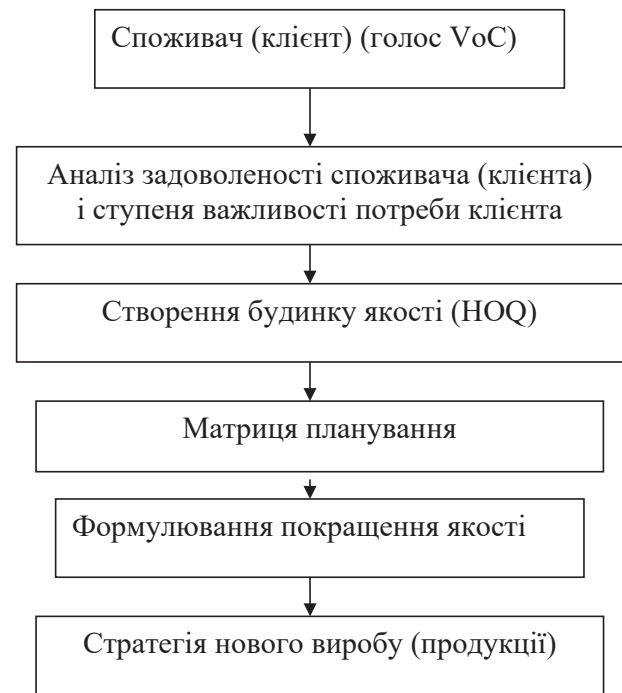 Споживач (клієнт) (голос VoC)
Аналіз задоволеності споживача (клієнта)
і ступеня важливості потреби клієнта
Створення будинку якості (HOQ)
Матриця планування
Формулювання покращення якості
Стратегія нового виробу (продукції)